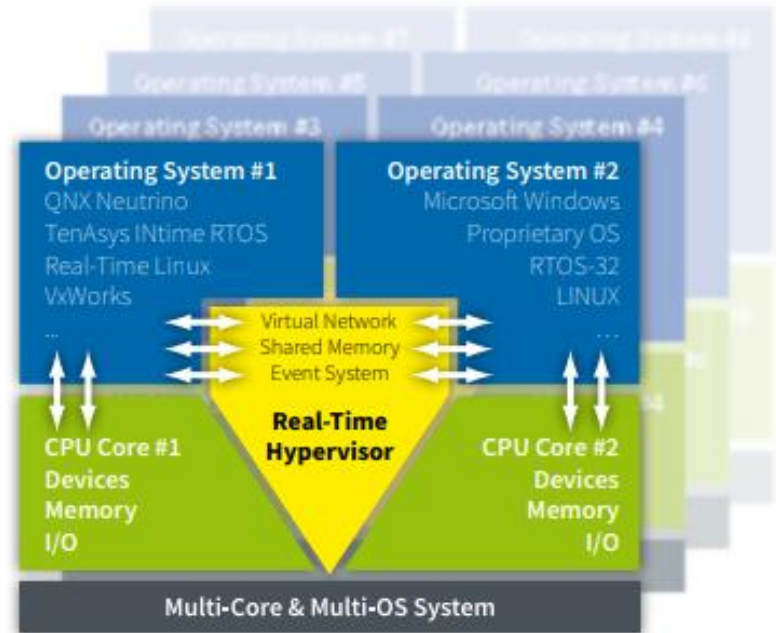 Operating System #7
Operating System #5
Operating System #6
Operating System #3
Operating System #4
Operating System #1
QNX Neutrino
TenAsys INtime RTOS
Real-Time Linux
VxWorks
...
Operating System #2
Microsoft Windows
Proprietary OS
RTOS-32
LINUX
...
Virtual Network
Shared Memory
Event System
Real-Time
Hypervisor
CPU Core #1
Devices
Memory
I/O
CPU Core #2
Devices
Memory
I/O
Multi-Core & Multi-OS System